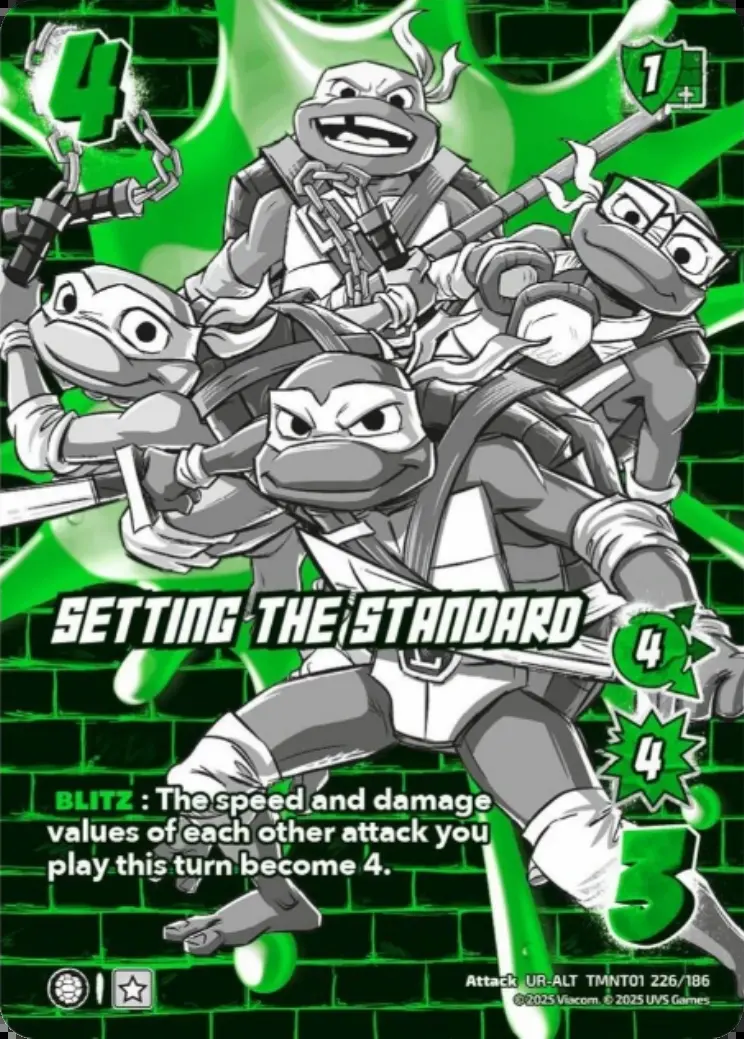 4
1
+
SETTING THE STANDARD
4
4
BLITZ : The speed and damage
values of each other attack you
play this turn become 4.
3
Attack UR-ALT TMNT01 226/186
©2025 Viacom. © 2025 UVS Games